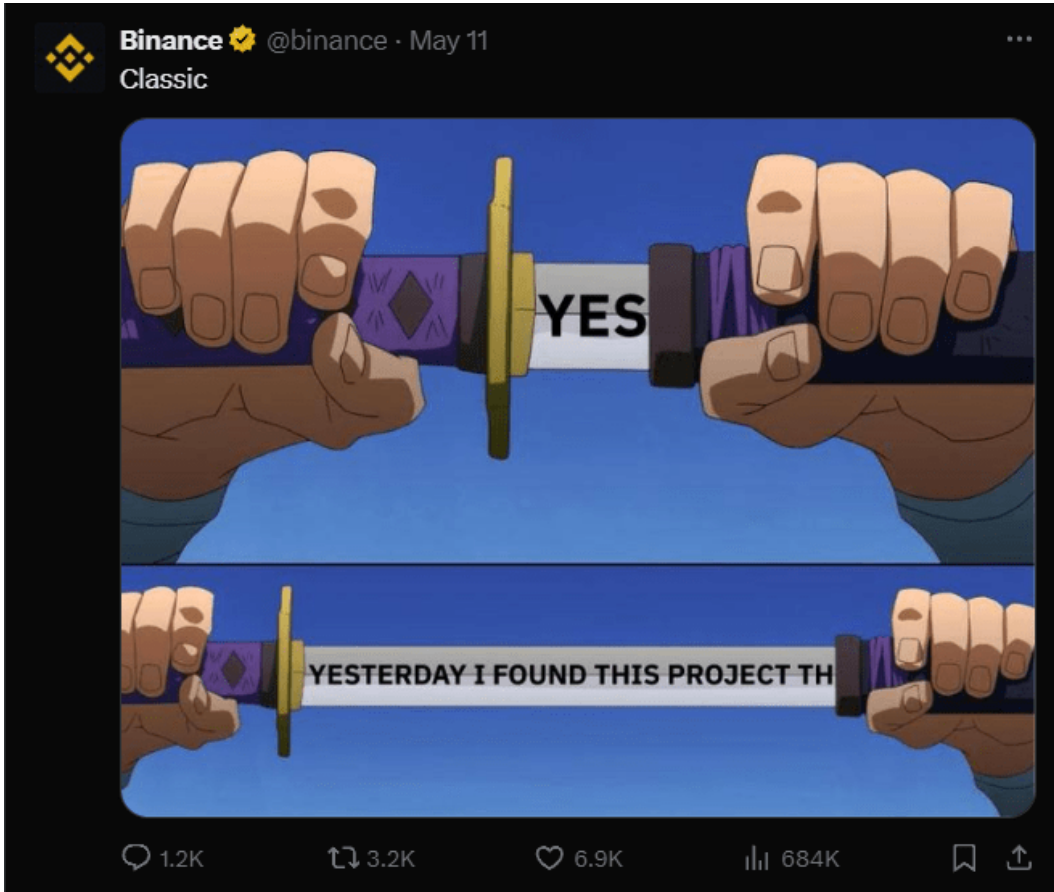 Binance @binance · May 11
Classic
YES
YESTERDAY I FOUND THIS PROJECT TH
1.2K 3.2K 6.9K 684K